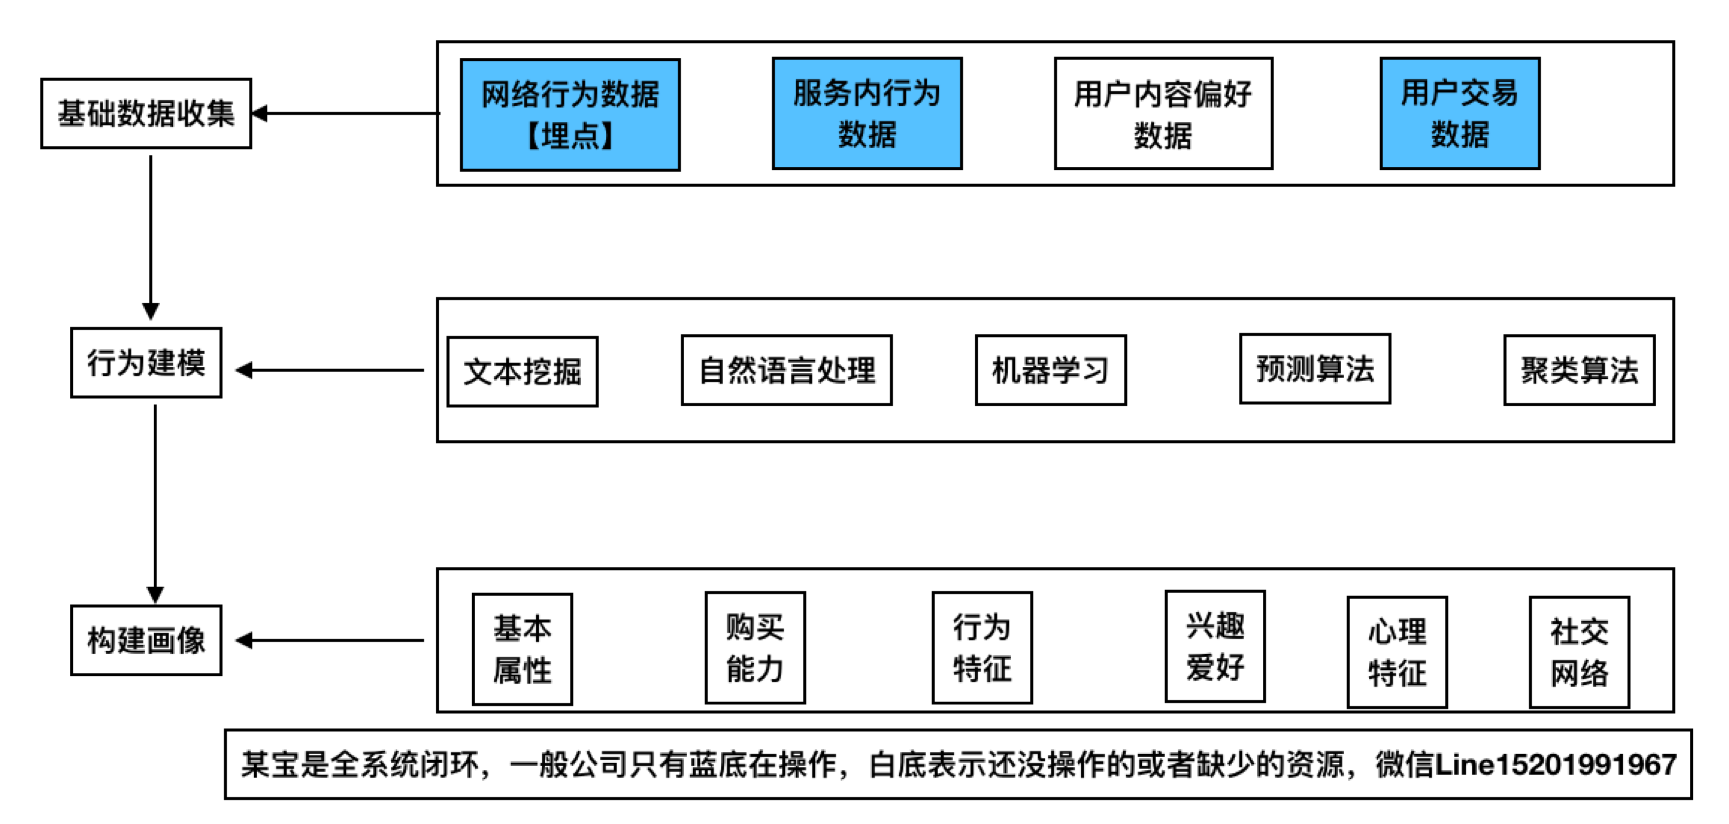 基础数据收集
网络行为数据
【埋点】
服务内行为
数据
用户内容偏好
数据
用户交易
数据
行为建模
文本挖掘
自然语言处理
机器学习
预测算法
聚类算法
构建画像
基本
属性
购买
能力
行为
特征
兴趣
爱好
心理
特征
社交
网络
某宝是全系统闭环，一般公司只有蓝底在操作，白底表示还没操作的或者缺少的资源，微信Line15201991967